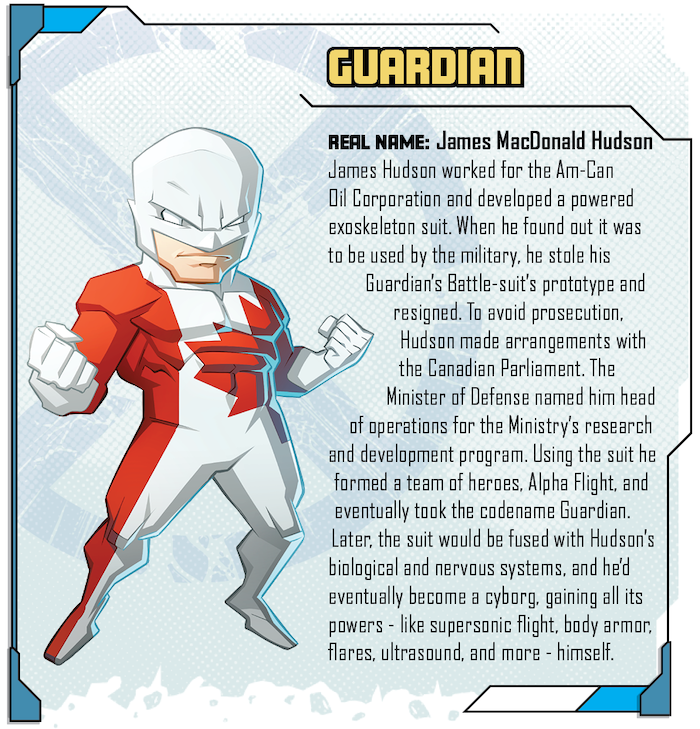 GUARDIAN
REAL NAME: James MacDonald Hudson
James Hudson worked for the Am-Can
Oil Corporation and developed a powered
exoskeleton suit. When he found out it was
to be used by the military, he stole his
Guardian's Battle-suit's prototype and
resigned. To avoid prosecution,
Hudson made arrangements with
the Canadian Parliament. The
Minister of Defense named him head
of operations for the Ministry's research
and development program. Using the suit he
formed a team of heroes, Alpha Flight, and
eventually took the codename Guardian.
Later, the suit would be fused with Hudson's
biological and nervous systems, and he'd
eventually become a cyborg, gaining all its
powers - like supersonic flight, body armor,
flares, ultrasound, and more - himself.